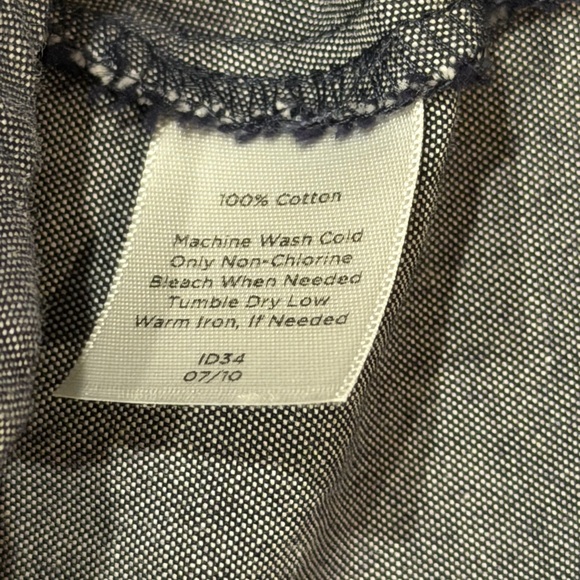 100% Cotton
Machine Wash Cold
Only Non-Chlorine
Bleach When Needed
Tumble Dry Low
Warm Iron, If Needed
ID34
07/10